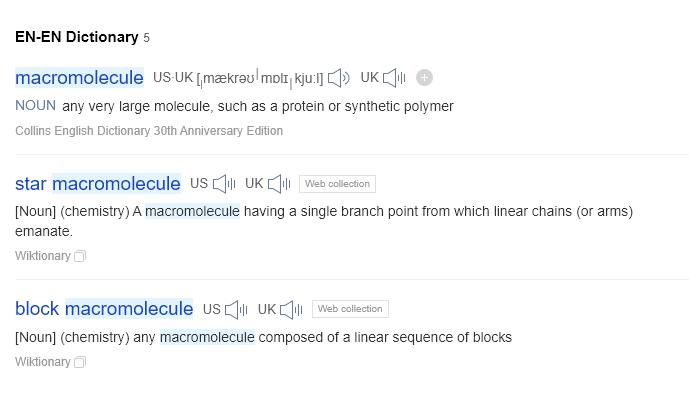 EN-EN Dictionary 5
macromolecule US·UK [ˌmækrəʊˈmɒlɪˌkjuːl] UK
NOUN any very large molecule, such as a protein or synthetic polymer
Collins English Dictionary 30th Anniversary Edition
star macromolecule US UK Web collection
[Noun] (chemistry) A macromolecule having a single branch point from which linear chains (or arms)
emanate.
Wiktionary
block macromolecule US UK Web collection
[Noun] (chemistry) any macromolecule composed of a linear sequence of blocks
Wiktionary